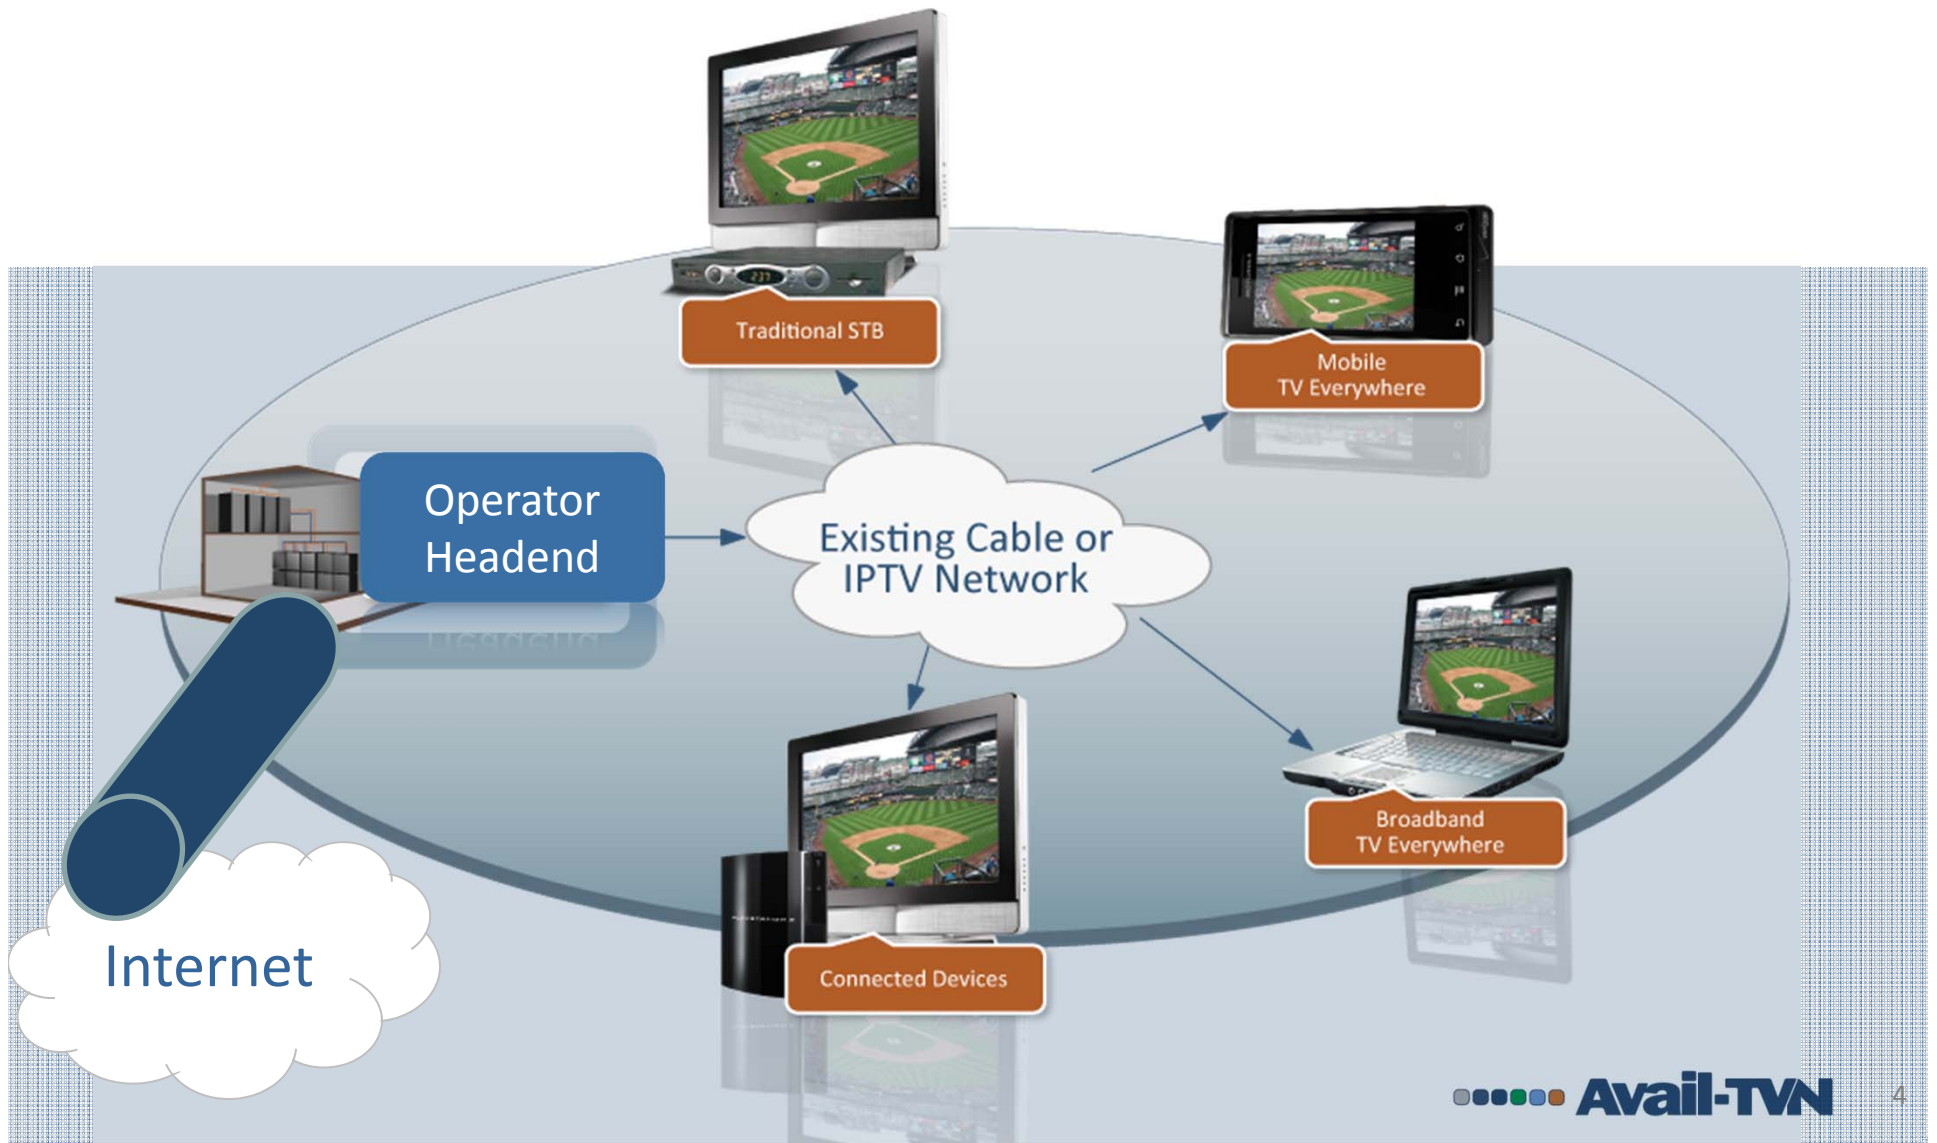 237
Traditional STB
Mobile
TV Everywhere
Operator
Headend
Existing Cable or
IPTV Network
Broadband
TV Everywhere
Internet
Connected Devices
Avail-TVN
4